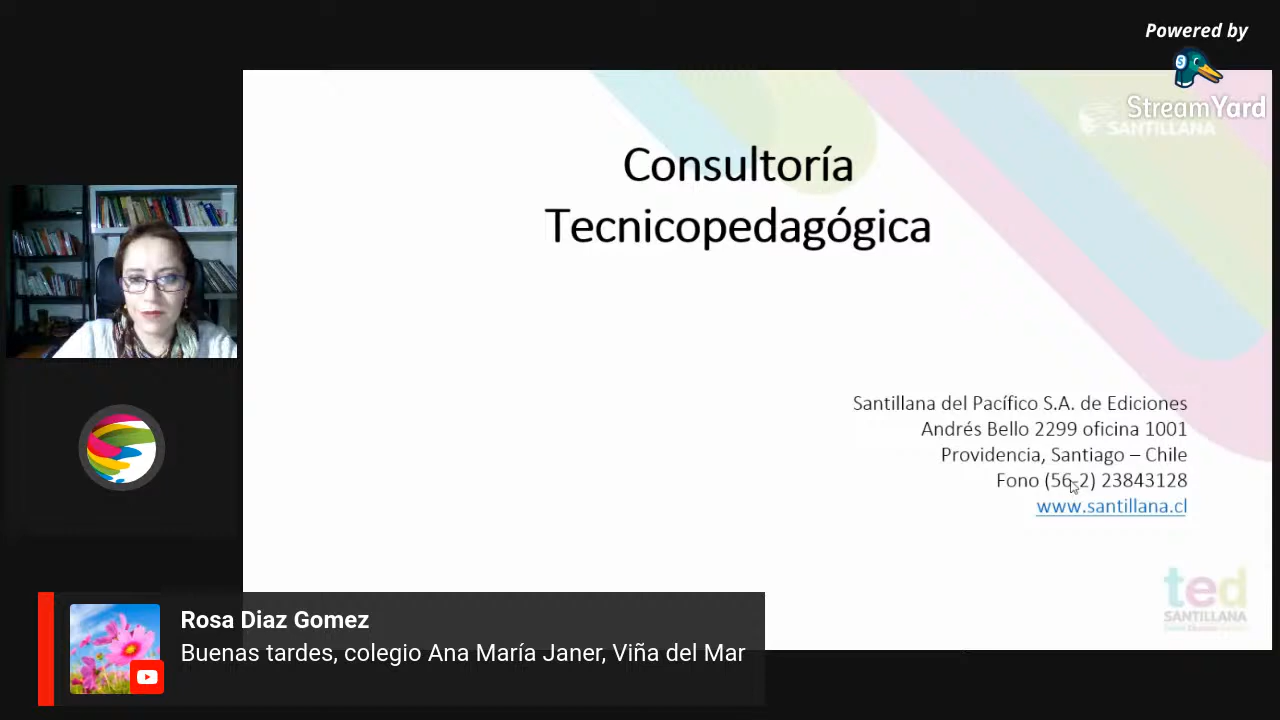 Powered by
StreamYard
SANTILLANA
Consultoría
Tecnicopedagógica
Santillana del Pacífico S.A. de Ediciones
Andrés Bello 2299 oficina 1001
Providencia, Santiago – Chile
Fono (56-2) 23843128
www.santillana.cl
ted
SANTILLANA
Rosa Diaz Gomez
Buenas tardes, colegio Ana María Janer, Viña del Mar